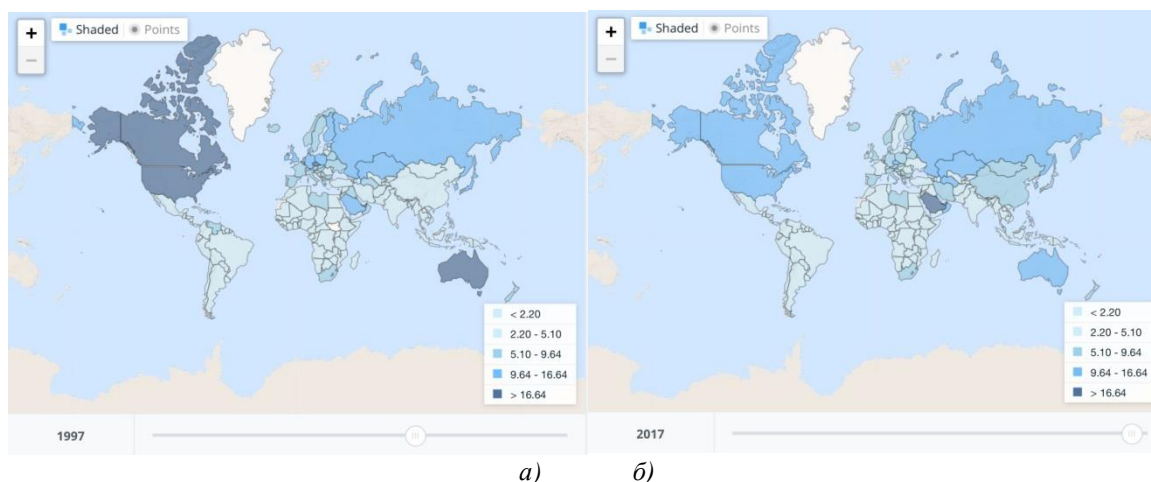 +
−
Shaded Points
< 2.20
2.20 - 5.10
5.10 - 9.64
9.64 - 16.64
> 16.64
1997
+
−
Shaded Points
< 2.20
2.20 - 5.10
5.10 - 9.64
9.64 - 16.64
> 16.64
2017
а) б)